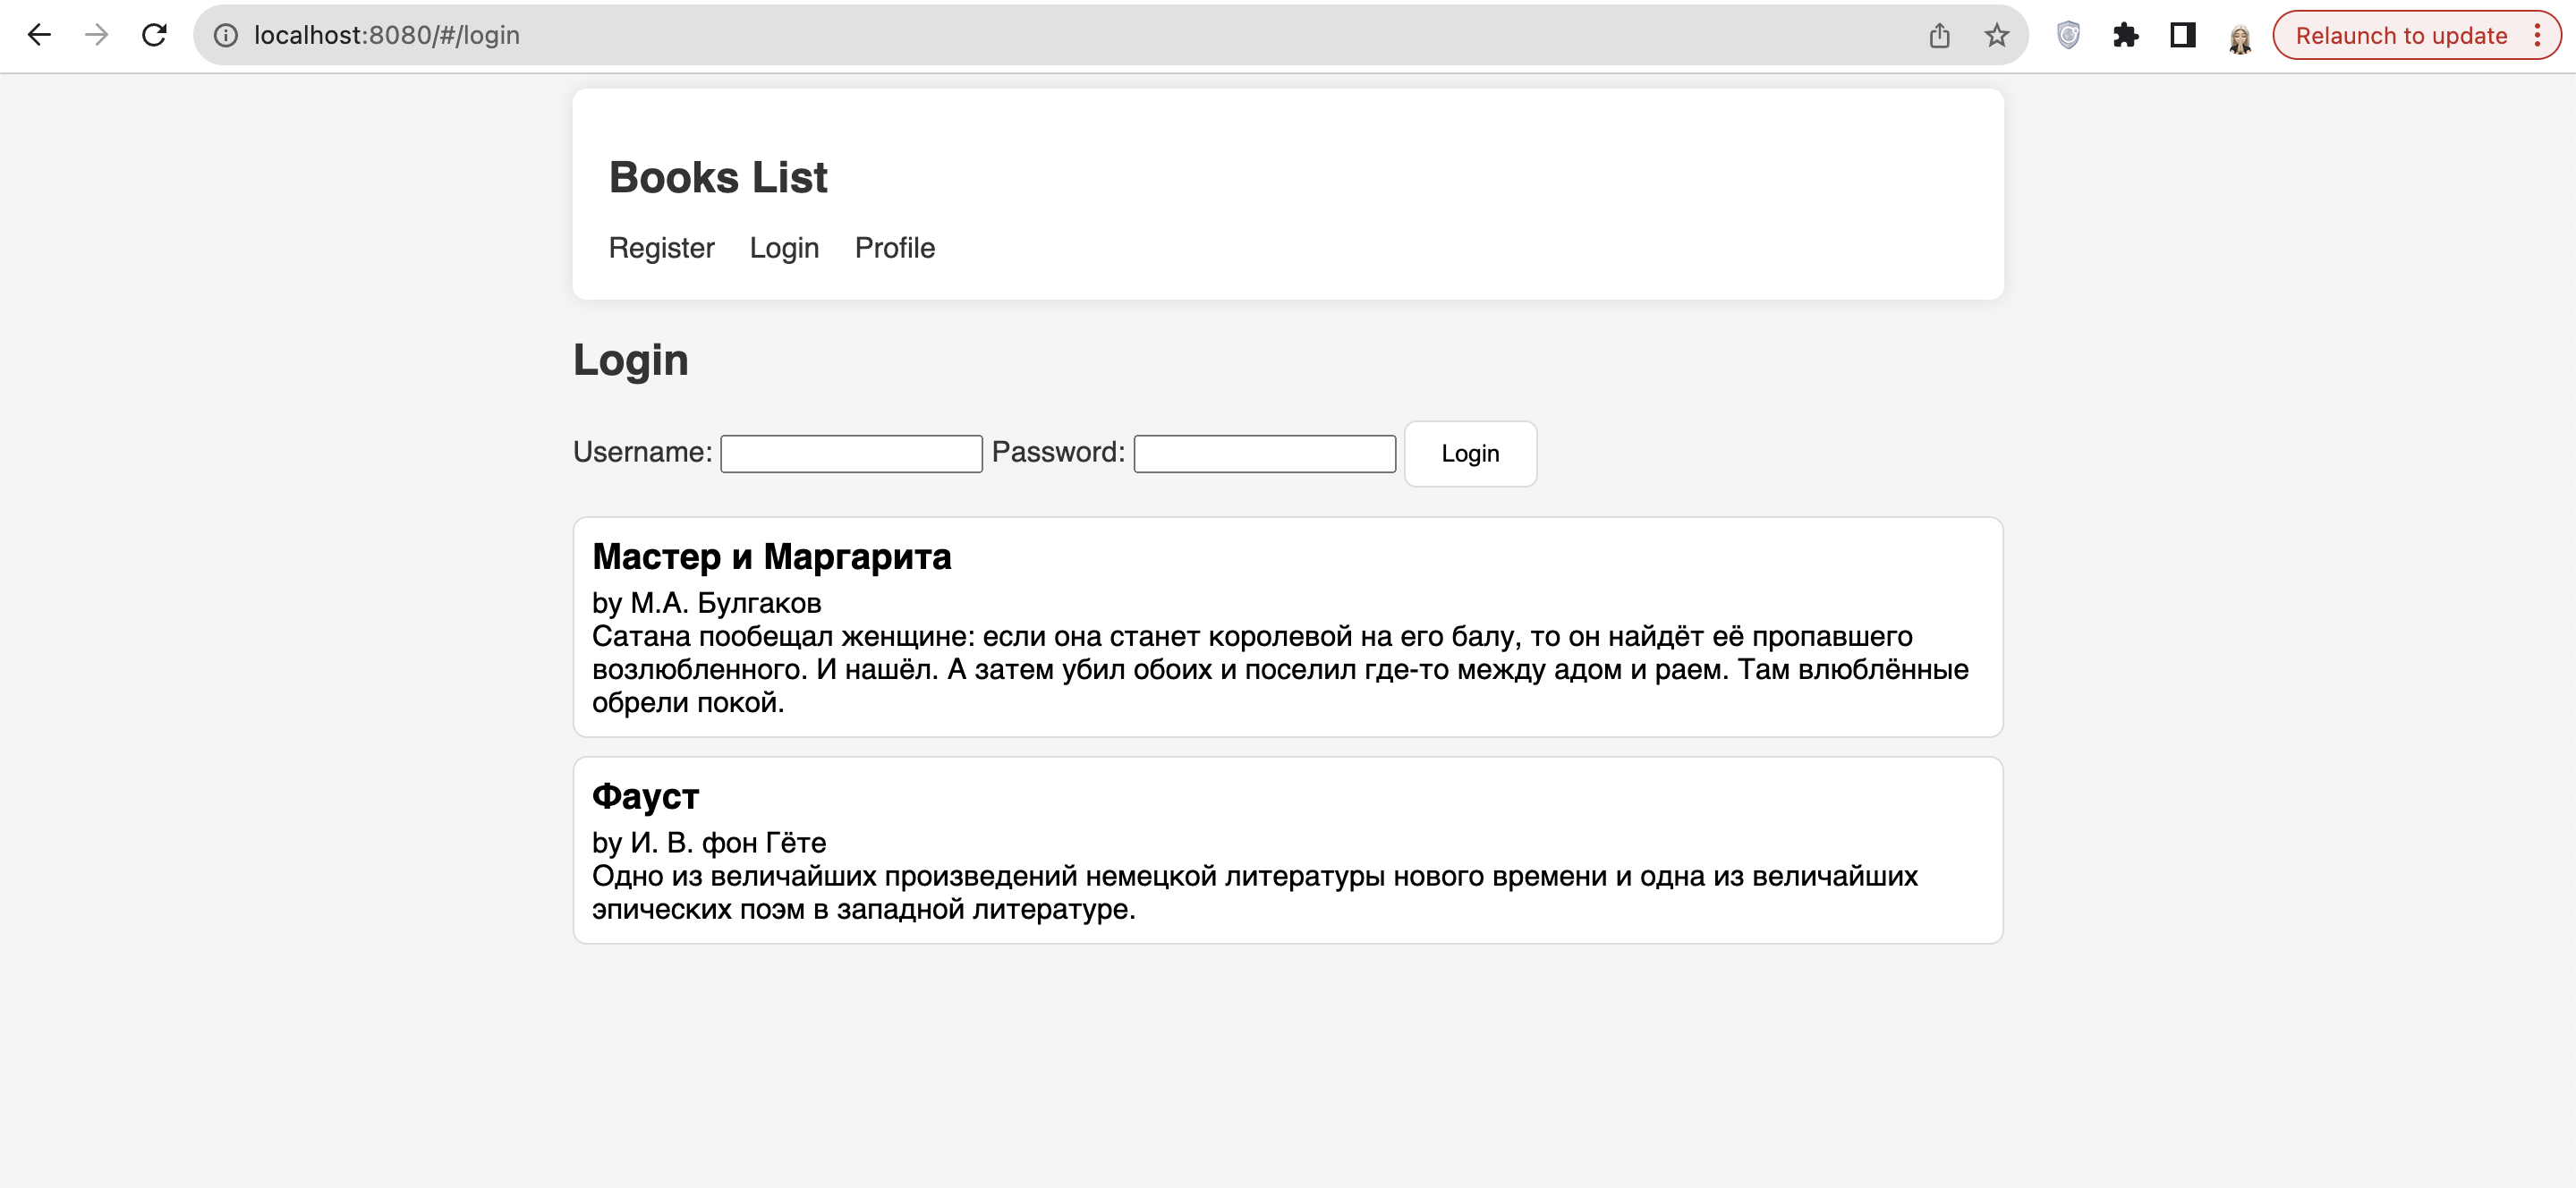 localhost:8080/#/login
Relaunch to update
Books List
Register Login Profile
Login
Username: Password: Login
Мастер и Маргарита
by М.А. Булгаков
Сатана пообещал женщине: если она станет королевой на его балу, то он найдёт её пропавшего
возлюбленного. И нашёл. А затем убил обоих и поселил где-то между адом и раем. Там влюблённые
обрели покой.
Фауст
by И. В. фон Гёте
Одно из величайших произведений немецкой литературы нового времени и одна из величайших
эпических поэм в западной литературе.